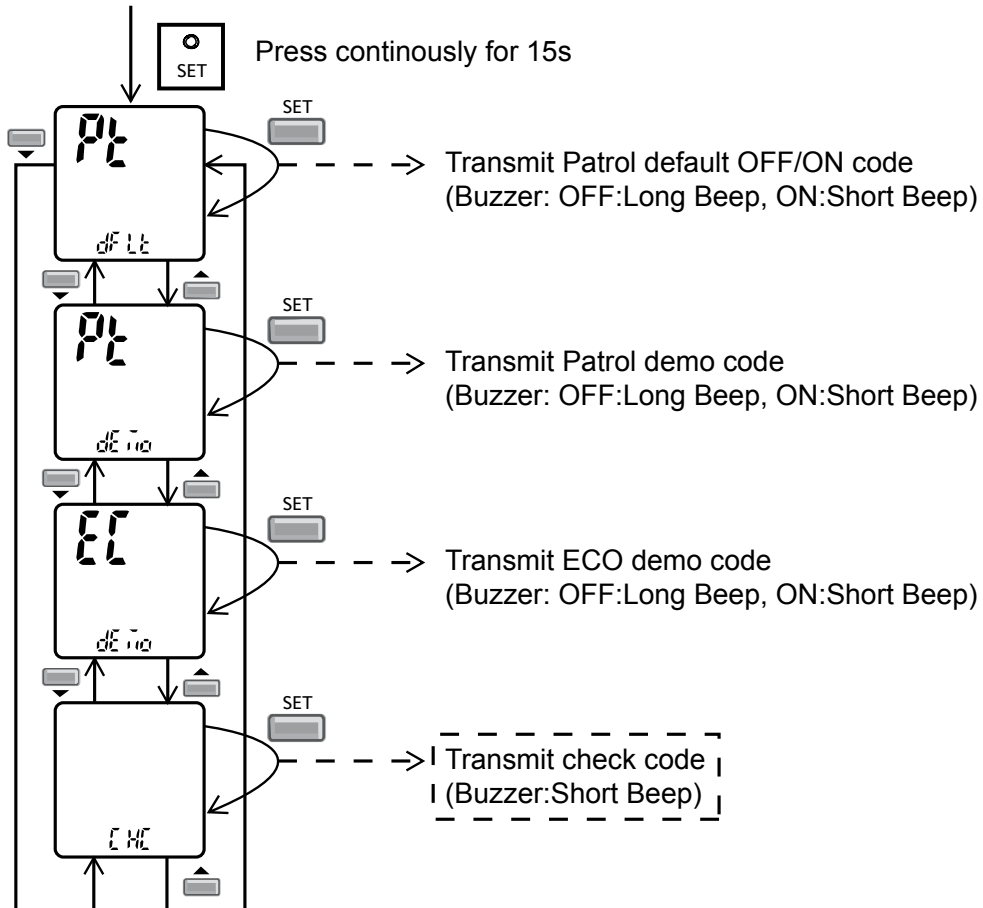 SET
Press continously for 15s
SET
Pt
Transmit Patrol default OFF/ON code
(Buzzer: OFF:Long Beep, ON:Short Beep)
dFLt
SET
Pt
Transmit Patrol demo code
(Buzzer: OFF:Long Beep, ON:Short Beep)
dEmo
SET
EC
Transmit ECO demo code
(Buzzer: OFF:Long Beep, ON:Short Beep)
dEmo
SET
Transmit check code
(Buzzer:Short Beep)
CHC